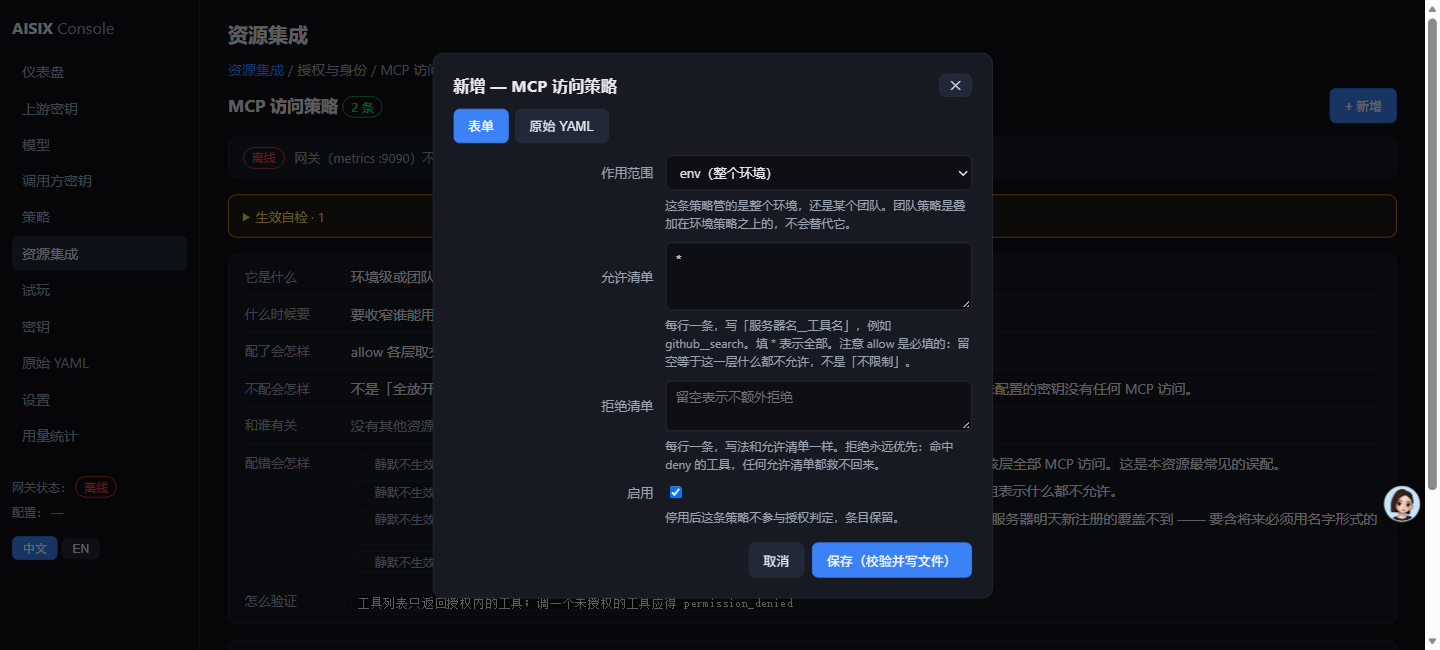 AISIX Console
仪表盘
上游密钥
模型
调用方密钥
策略
资源集成
试玩
密钥
原始 YAML
设置
用量统计
网关状态： 离线
配置： —
中文 EN
资源集成
资源集成 / 授权与身份 / MCP 访问
MCP 访问策略 2 条
+ 新增
离线 网关（metrics :9090）不
▶ 生效自检 · 1
它是什么 环境级或团队
什么时候要 要收窄谁能用
配了会怎样 allow 各层取交
不配会怎样 不是「全放开 配置的密钥没有任何 MCP 访问。
和谁有关 没有其他资源
配错会怎样 静默不生效 该层全部 MCP 访问。这是本资源最常见的误配。
静默不生效 组表示什么都不允许。
静默不生效 服务器明天新注册的覆盖不到 —— 要含将来必须用名字形式的
静默不生效
怎么验证 工具列表只返回授权内的工具；调一个未授权的工具应得 permission_denied
新增 — MCP 访问策略
✕
表单 原始 YAML
作用范围 env（整个环境）
这条策略管的是整个环境，还是某个团队。团队策略是叠
加在环境策略之上的，不会替代它。
允许清单 *
每行一条，写「服务器名__工具名」，例如
github__search。填 * 表示全部。注意 allow 是必填的：留
空等于这一层什么都不允许，不是「不限制」。
拒绝清单 留空表示不额外拒绝
每行一条，写法和允许清单一样。拒绝永远优先：命中
deny 的工具，任何允许清单都救不回来。
启用
停用后这条策略不参与授权判定，条目保留。
取消 保存（校验并写文件）